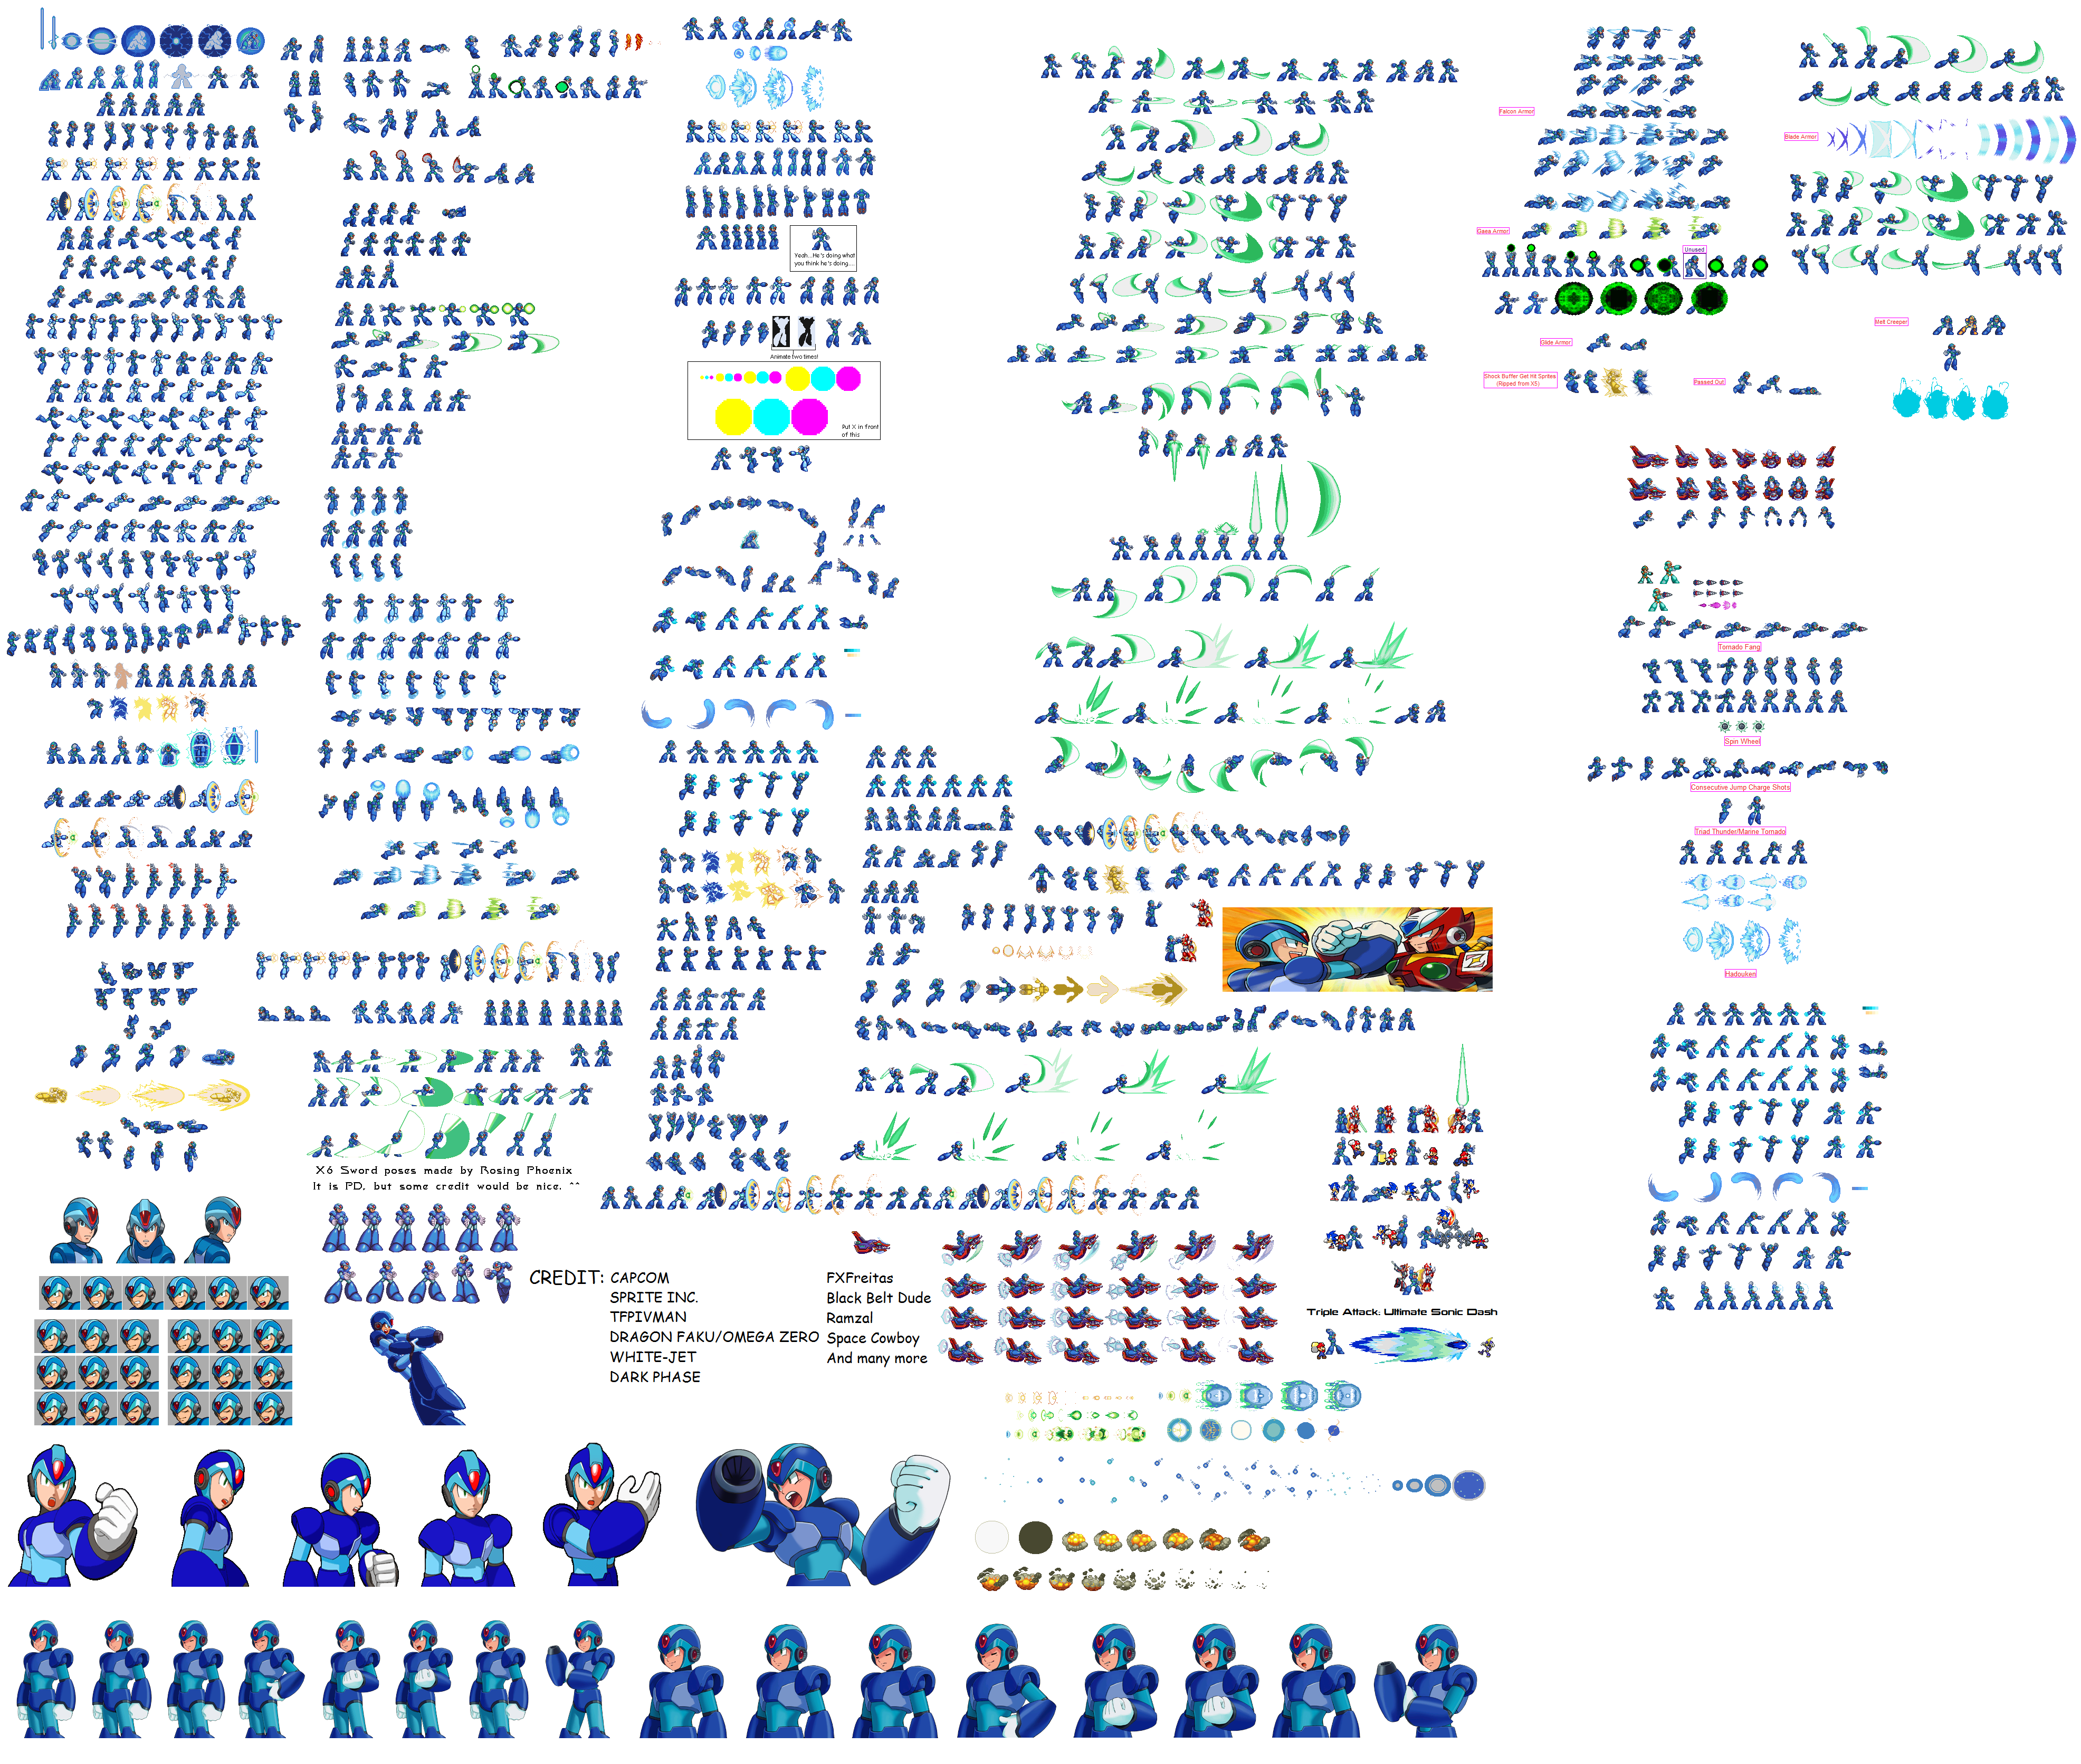 Yeah...He's doing what
you think he's doing....
Animate two times!
Put X in front
of this
Falcon Armor
Gaea Armor
Unused
Glide Armor
Shock Buffer Get Hit Sprites
(Ripped from X5)
Passed Out
Blade Armor
Melt Creeper
Tornado Fang
Spin Wheel
Consecutive Jump Charge Shots
Triad Thunder/Marine Tornado
Hadouken
X6 Sword poses made by Rosing Phoenix
It is PD, but some credit would be nice. ^^
CREDIT: CAPCOM
SPRITE INC.
TFPIVMAN
DRAGON FAKU/OMEGA ZERO
WHITE-JET
DARK PHASE
FXFreitas
Black Belt Dude
Ramzal
Space Cowboy
And many more
Triple Attack: Ultimate Sonic Dash